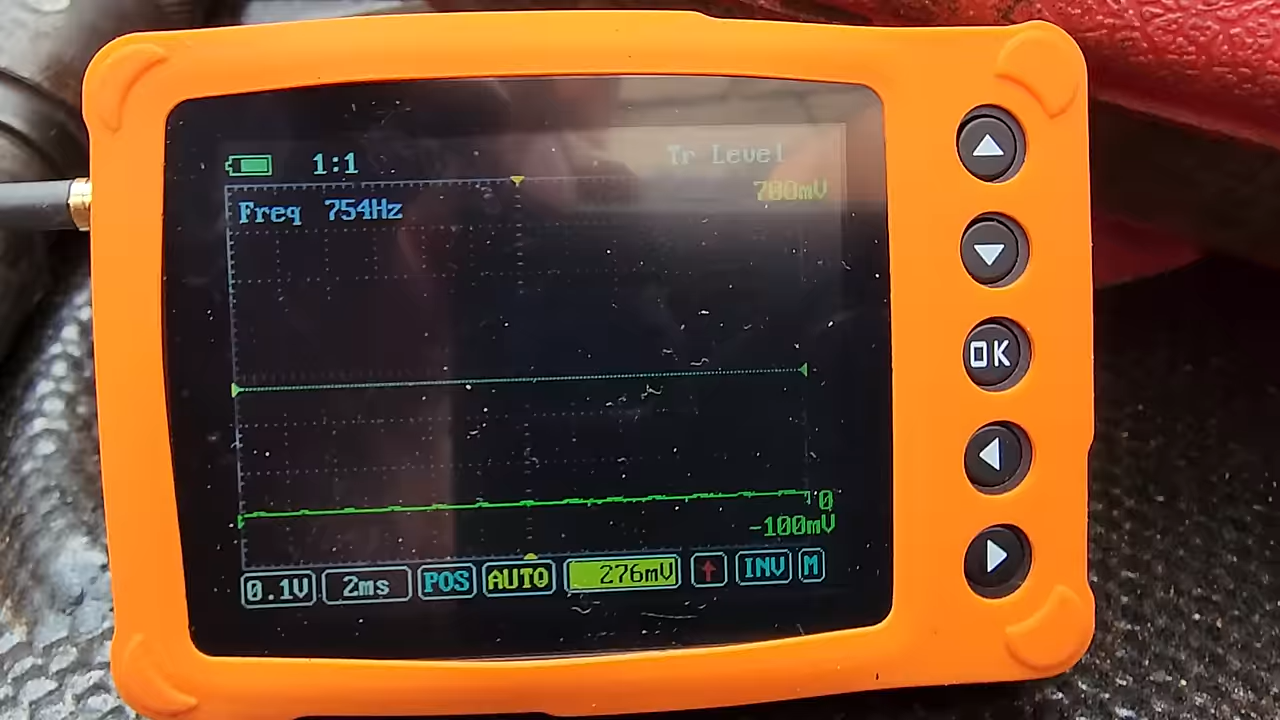 1:1 Tr Level
700mV
Freq 754Hz
OK
0
-100mV
0.1V 2ms POS AUTO 276mV INV M